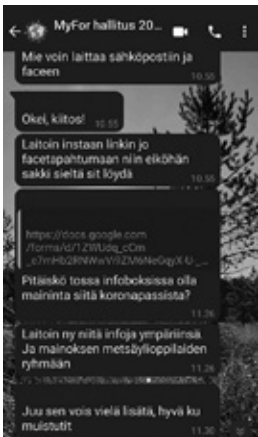 MyFor hallitus 20...
Mie voin laittaa sähköpostiin ja
faceen
10.55
Okei, kiitos! 10.55
Laitoin instaan linkin jo
facetapahtumaan niin eiköhän
sakki sieltä sit löydä
10.55
https://docs.google.com
/forms/d/
Pitäiskö tossa infoboksissa olla
maininta siitä koronapassista?
11.26
Laitoin ny niitä infoja ympäriinsä.
Ja mainoksen metsäylioppilaiden
ryhmään
11.26
Juu sen vois vielä lisätä, hyvä ku
muistutit
11.30